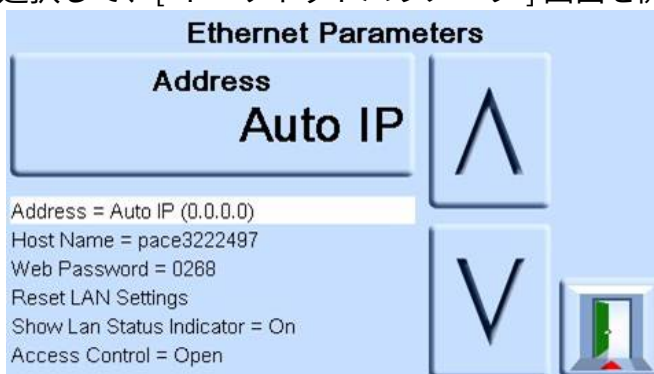 Ethernet Parameters
Address
Auto IP
Address = Auto IP (0.0.0.0)
Host Name = pace3222497
Web Password = 0268
Reset LAN Settings
Show Lan Status Indicator = On
Access Control = Open